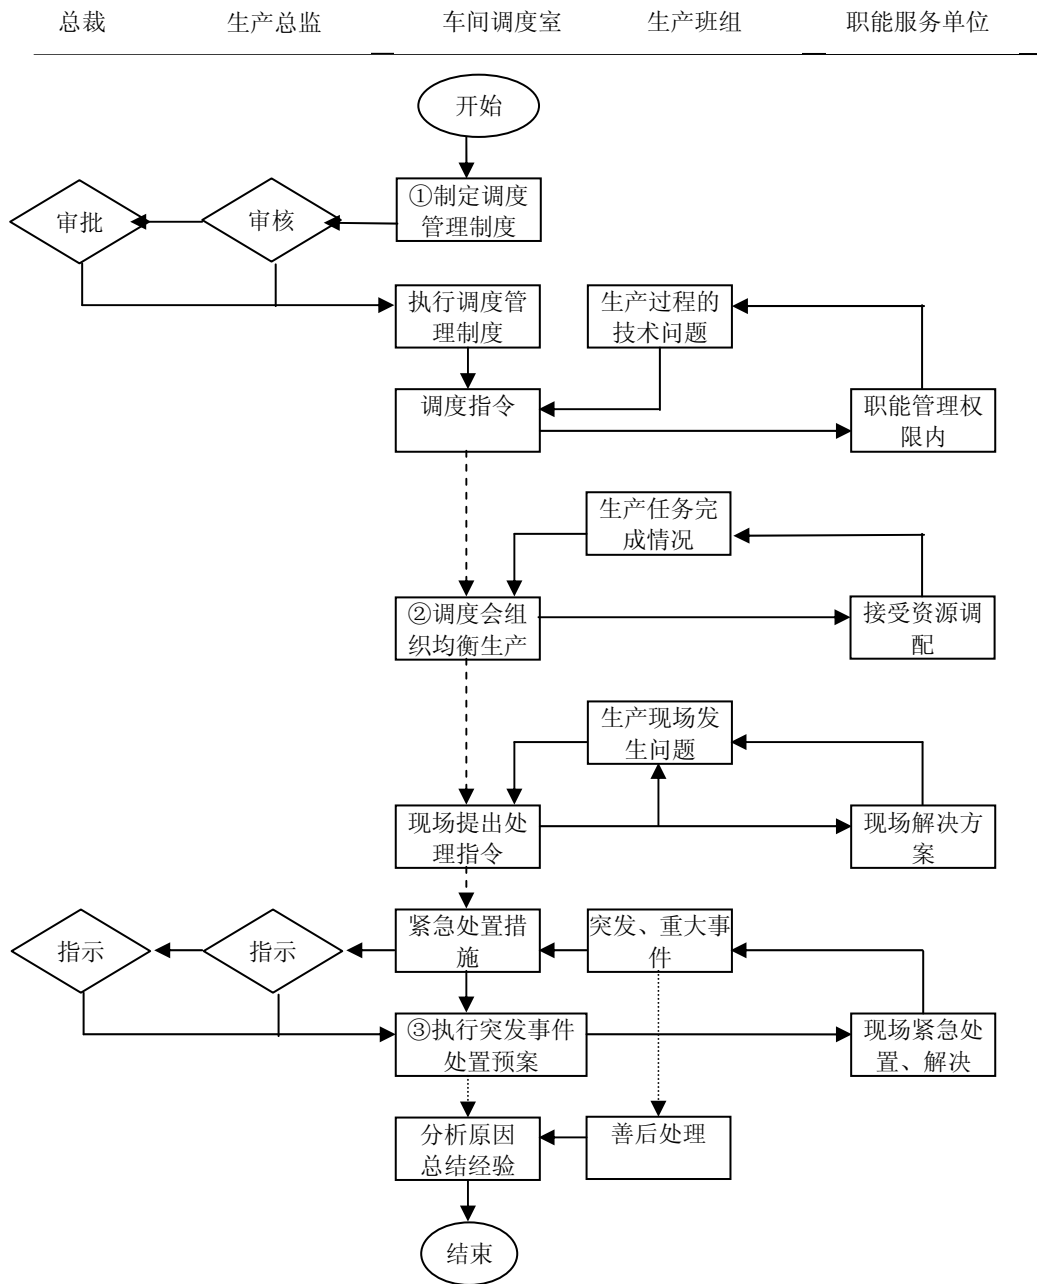 总裁
生产总监
车间调度室
生产班组
职能服务单位
开始
①制定调度
管理制度
审核
审批
执行调度管
理制度
生产过程的
技术问题
调度指令
职能管理权
限内
生产任务完
成情况
②调度会组
织均衡生产
接受资源调
配
生产现场发
生问题
现场提出处
理指令
现场解决方
案
指示
指示
紧急处置措
施
突发、重大事
件
③执行突发事件
处置预案
现场紧急处
置、解决
分析原因
总结经验
善后处理
结束